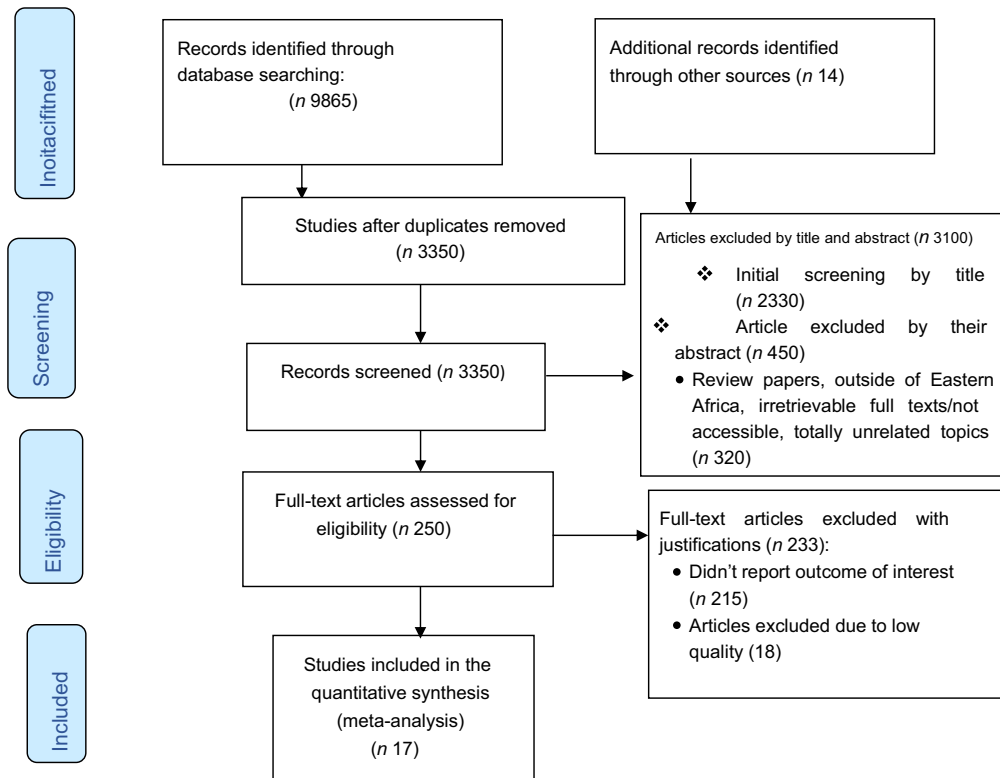 Inoitacifitned
Records identified through
database searching:
(n 9865)
Additional records identified
through other sources (n 14)
Screening
Studies after duplicates removed
(n 3350)
Articles excluded by title and abstract (n 3100)
❖ Initial screening by title
(n 2330)
❖ Article excluded by their
abstract (n 450)
• Review papers, outside of Eastern
Africa, irretrievable full texts/not
accessible, totally unrelated topics
(n 320)
Records screened (n 3350)
Eligibility
Full-text articles assessed for
eligibility (n 250)
Full-text articles excluded with
justifications (n 233):
• Didn't report outcome of interest
(n 215)
• Articles excluded due to low
quality (18)
Included
Studies included in the
quantitative synthesis
(meta-analysis)
(n 17)